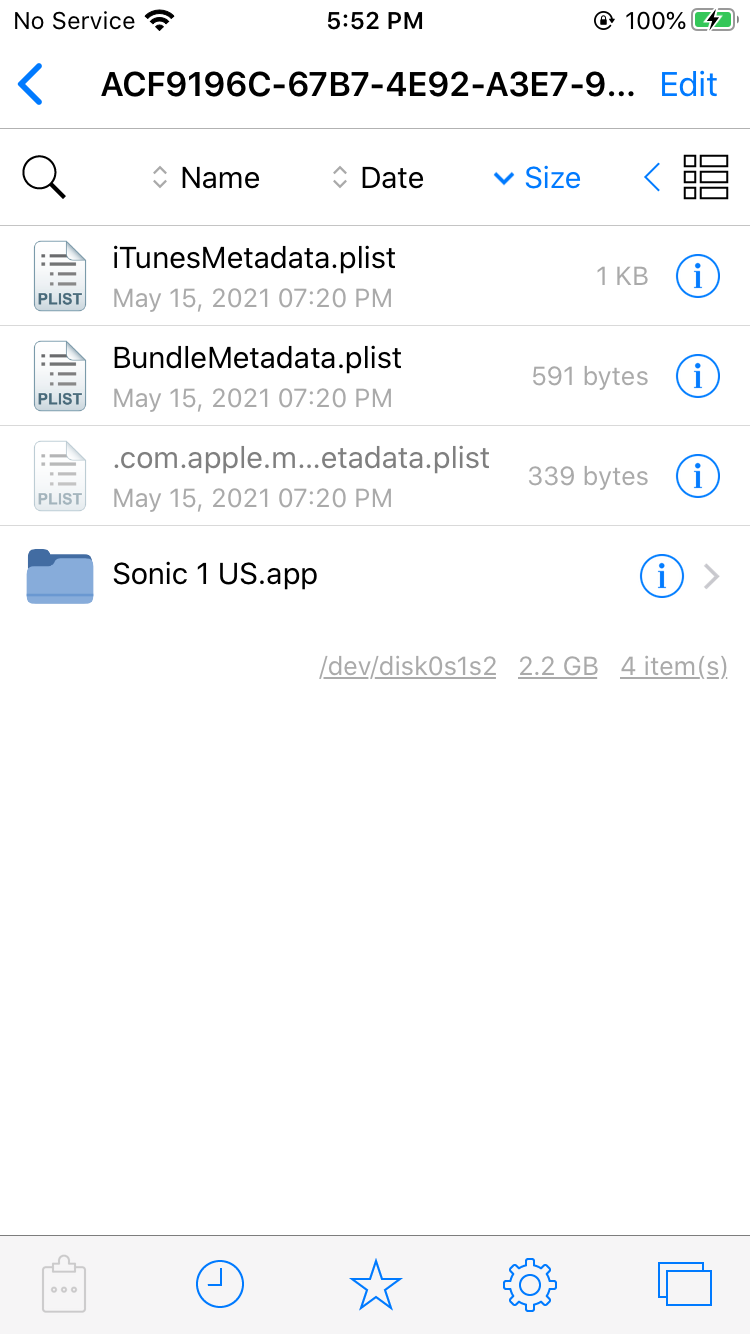 No Service 5:52 PM 100%
ACF9196C-67B7-4E92-A3E7-9... Edit
Name Date Size
iTunesMetadata.plist
May 15, 2021 07:20 PM
1 KB
PLIST
BundleMetadata.plist
May 15, 2021 07:20 PM
591 bytes
PLIST
.com.apple.m...etadata.plist
May 15, 2021 07:20 PM
339 bytes
PLIST
Sonic 1 US.app
/dev/disk0s1s2 2.2 GB 4 item(s)